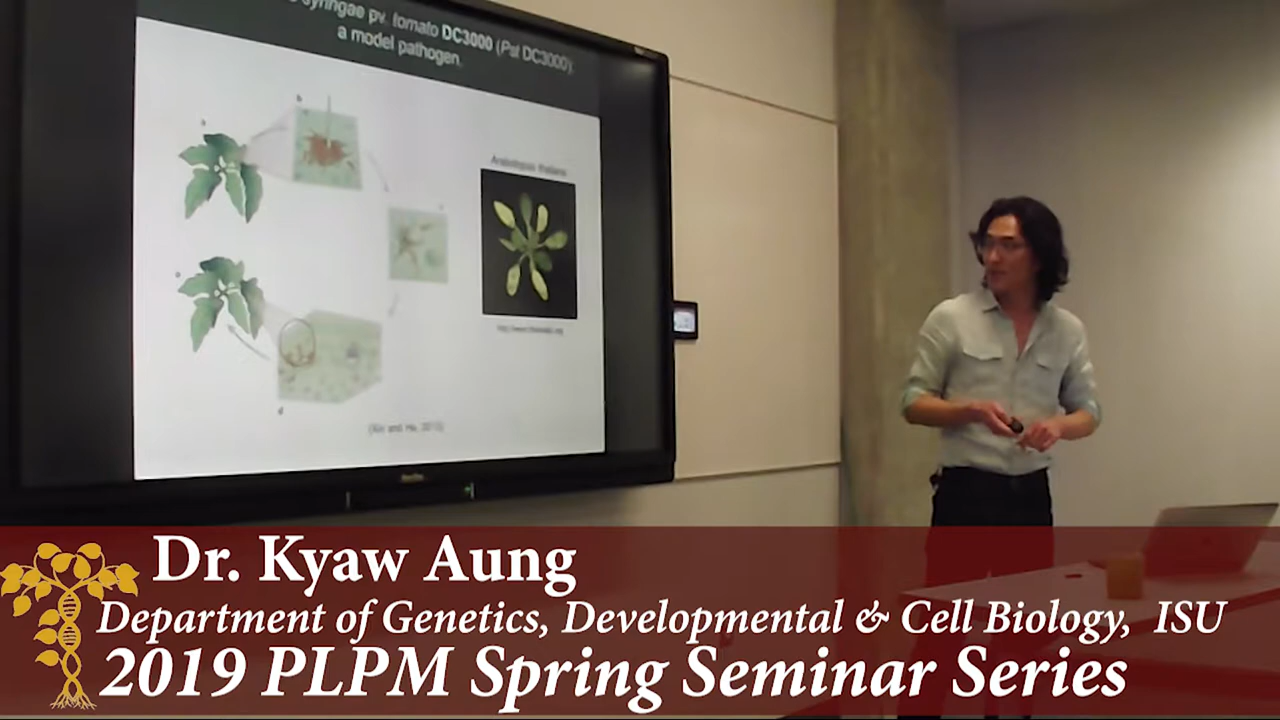 syringae pv. tomato DC3000 (Pst DC3000):
a model pathogen.
b
a
Arabidopsis thaliana
c
e
d
(Xin and He, 2013)
Dr. Kyaw Aung
Department of Genetics, Developmental & Cell Biology, ISU
2019 PLPM Spring Seminar Series